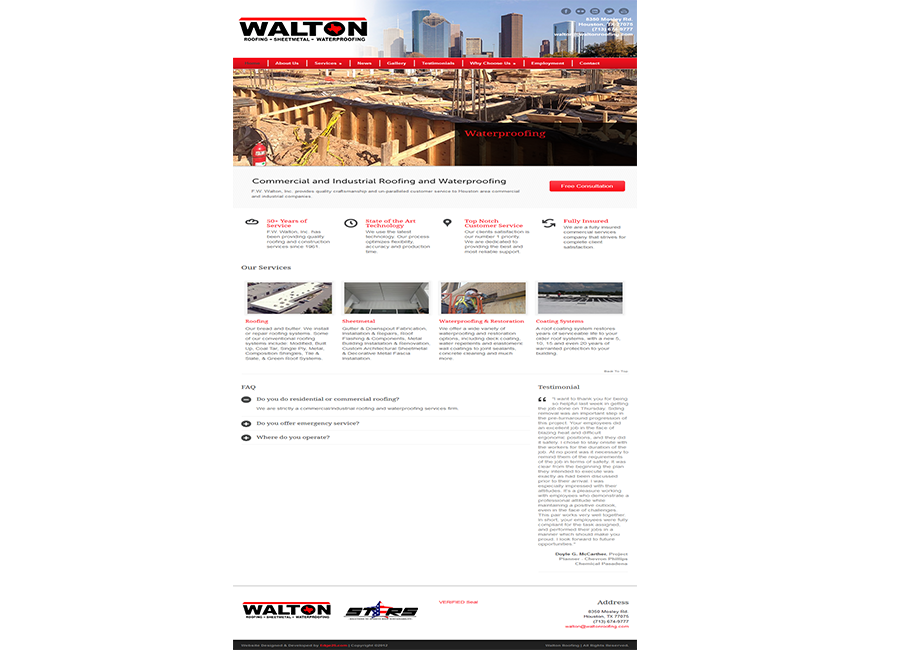 WALTON
ROOFING • SHEETMETAL • WATERPROOFING
8350 Mosley Rd.
Houston, TX 77075
(713) 674-9777
walton@waltonroofing.com
About Us
Services
News
Gallery
Testimonials
Why Choose Us
Employment
Contact
Waterproofing
Commercial and Industrial Roofing and Waterproofing
F.W. Walton, Inc. provides quality craftsmanship and un-paralleled customer service to Houston area commercial
and industrial companies
Free Consultation
50+ Years of
Service
F.W. Walton, Inc. has
been providing quality
roofing and construction
services since 1961.
State of the Art
Technology
We use the latest
technology. Our process
optimizes flexibility,
accuracy and production
time.
Top Notch
Customer Service
Our clients satisfaction is
our number 1 priority.
We are dedicated to
providing the best and
most reliable support.
Fully Insured
We are a fully insured
commercial services
company that strives for
complete client
satisfaction.
Our Services
Roofing
Our bread and butter. We install
or repair roofing systems. Some
of our conventional roofing
systems include: Modified, Built
Up, Coal Tar, Single Ply, Metal,
Composition Shingles, Tile &
Slate, & Green Roof Systems.
Sheetmetal
Gutter & Downspout Fabrication,
Installation & Repairs, Roof
Flashing & Components, Metal
Building Installation & Renovation,
Custom Architectural Sheetmetal
& Decorative Metal Fascia
Installation
Waterproofing & Restoration
We offer a wide variety of
waterproofing and restoration
options, including deck coating,
water repellents and elastomeric
wall coatings to joint sealants,
concrete cleaning and much
more.
Coating Systems
A roof coating system restores
years of serviceable life to your
older roof systems, with a new 5,
10, 15 and even 20 years of
warranted protection to your
building.
Back To Top
FAQ
Do you do residential or commercial roofing?
We are strictly a commercial/industrial roofing and waterproofing services firm.
Do you offer emergency service?
Where do you operate?
Testimonial
"I want to thank you for being
so helpful last week in getting
the job done on Thursday. Siding
removal was an important step in
the pre-turnaround progression of
this project. Your employees did
an excellent job in the face of
blazing heat and difficult
ergonomic positions, and they did
it safely. I chose to stay onsite with
the workers for the duration of the
job. At no point was it necessary to
remind them of the requirements
of the job in terms of safety. It was
clear from the beginning the plan
they intended to execute was
exactly as had been discussed
prior to their arrival. I was
especially impressed with their
attitudes. It's a pleasure working
with employees who demonstrate a
professional attitude while
maintaining a positive outlook,
even in the face of challenges.
This pair works very well together.
In short, your employees were fully
compliant for the task assigned,
and performed their jobs in a
manner which should make you
proud. I look forward to future
opportunities."
Doyle G. McCarther, Project
Planner - Chevron Phillips
Chemical Pasadena
WALTON
ROOFING • SHEETMETAL • WATERPROOFING
STERS
VERIFIED Seal
Address
8350 Mosley Rd.
Houston, TX 77075
(713) 674-9777
walton@waltonroofing.com
Website Designed & Developed by
| Copyright ©2012
Walton Roofing | All Rights Reserved.